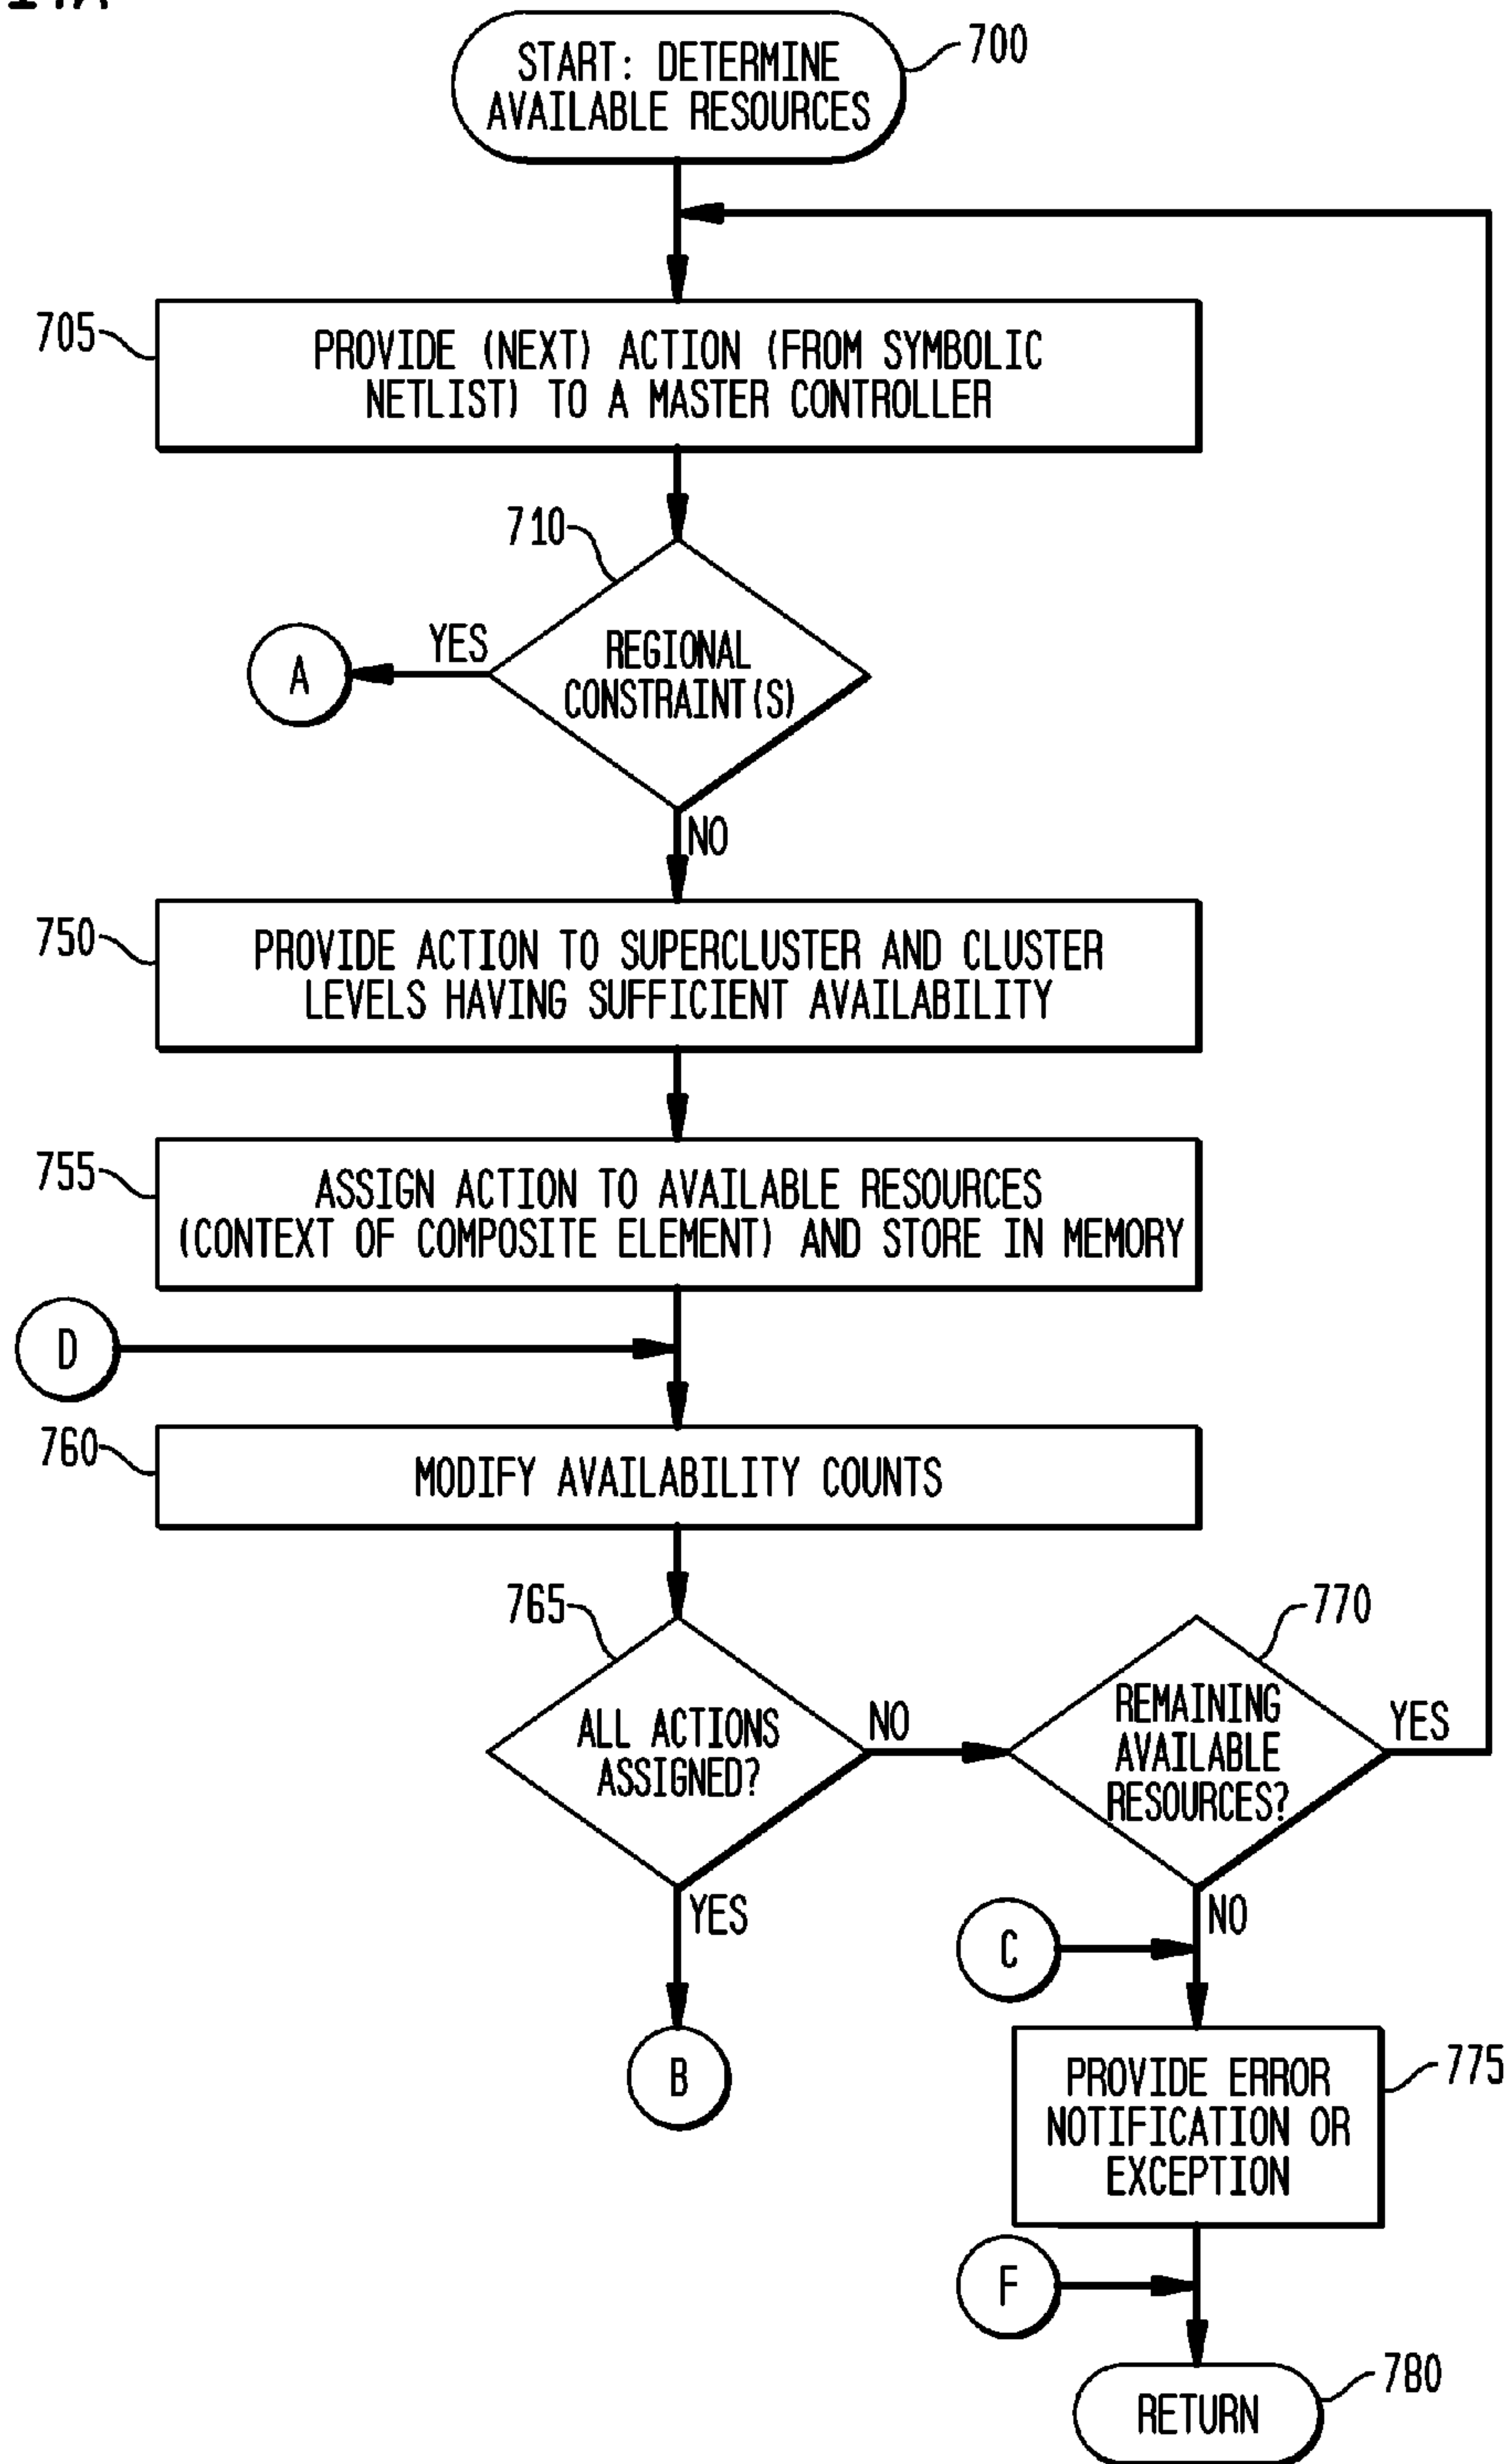 START: DETERMINE
AVAILABLE RESOURCES
700
705
PROVIDE (NEXT) ACTION (FROM SYMBOLIC
NETLIST) TO A MASTER CONTROLLER
710
REGIONAL
CONSTRAINT(S)
YES
A
NO
750
PROVIDE ACTION TO SUPERCLUSTER AND CLUSTER
LEVELS HAVING SUFFICIENT AVAILABILITY
755
ASSIGN ACTION TO AVAILABLE RESOURCES
(CONTEXT OF COMPOSITE ELEMENT) AND STORE IN MEMORY
D
760
MODIFY AVAILABILITY COUNTS
765
ALL ACTIONS
ASSIGNED?
NO
770
REMAINING
AVAILABLE
RESOURCES?
YES
YES
B
NO
C
775
PROVIDE ERROR
NOTIFICATION OR
EXCEPTION
F
780
RETURN